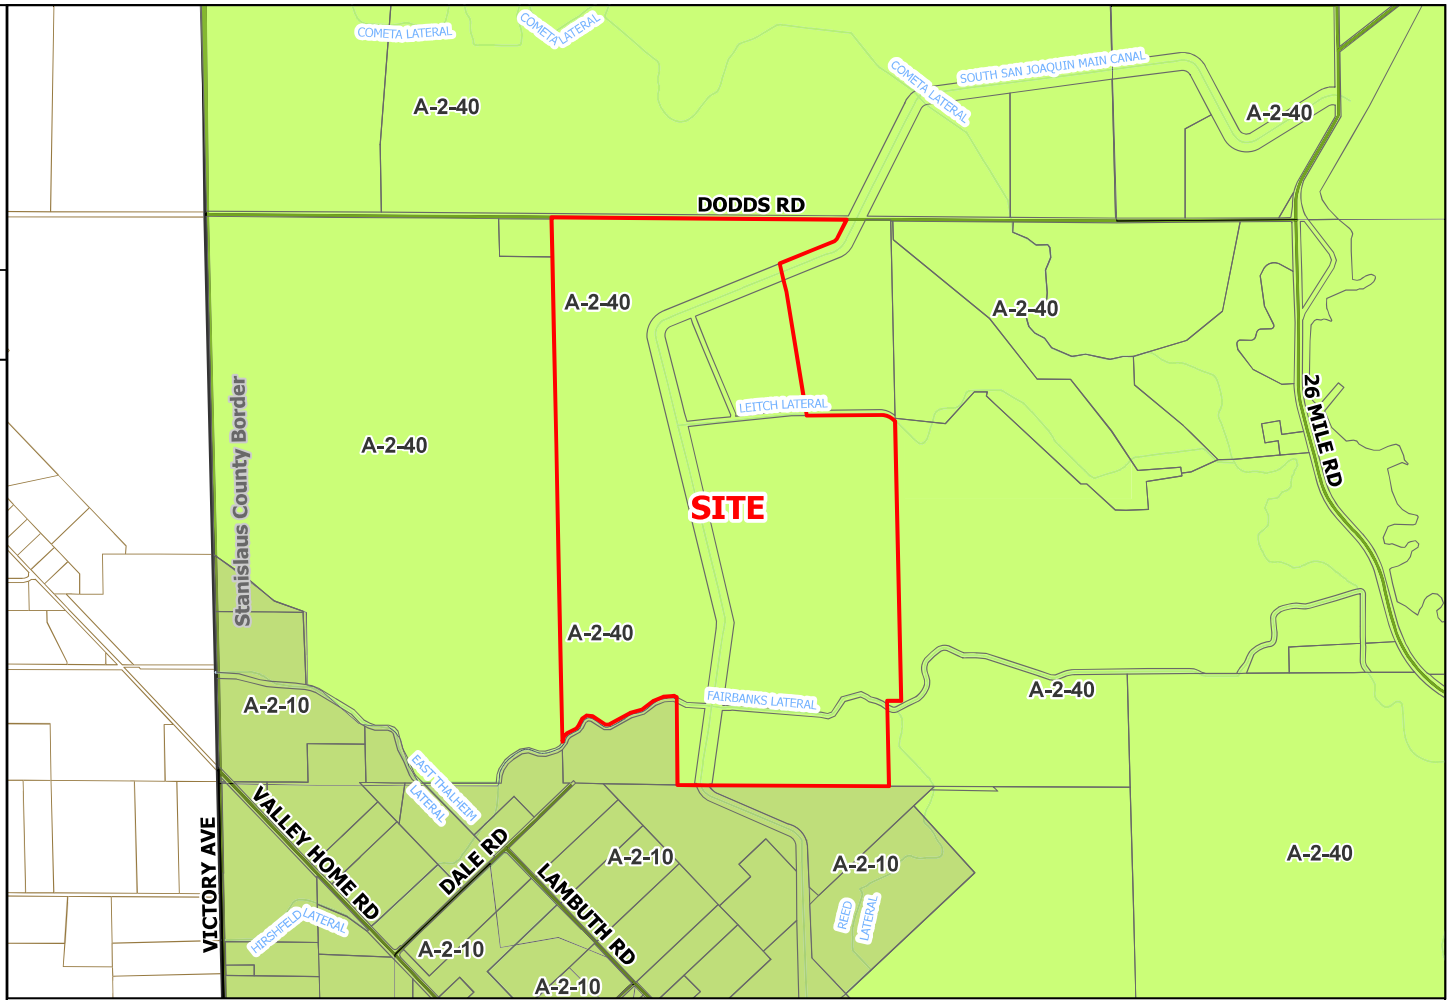 COMETA LATERAL
COMETA LATERAL
COMETA LATERAL
SOUTH SAN JOAQUIN MAIN CANAL
A-2-40
A-2-40
DODDS RD
A-2-40
A-2-40
26 MILE RD
LEITCH LATERAL
Stanislaus County Border
A-2-40
SITE
A-2-40
A-2-40
FAIRBANKS LATERAL
A-2-10
EAST THALHEIM
LATERAL
VALLEY HOME RD
VICTORY AVE
DALE RD
LAMBUTH RD
A-2-10
A-2-10
A-2-40
REED
LATERAL
HIRSHFELD LATERAL
A-2-10
A-2-10